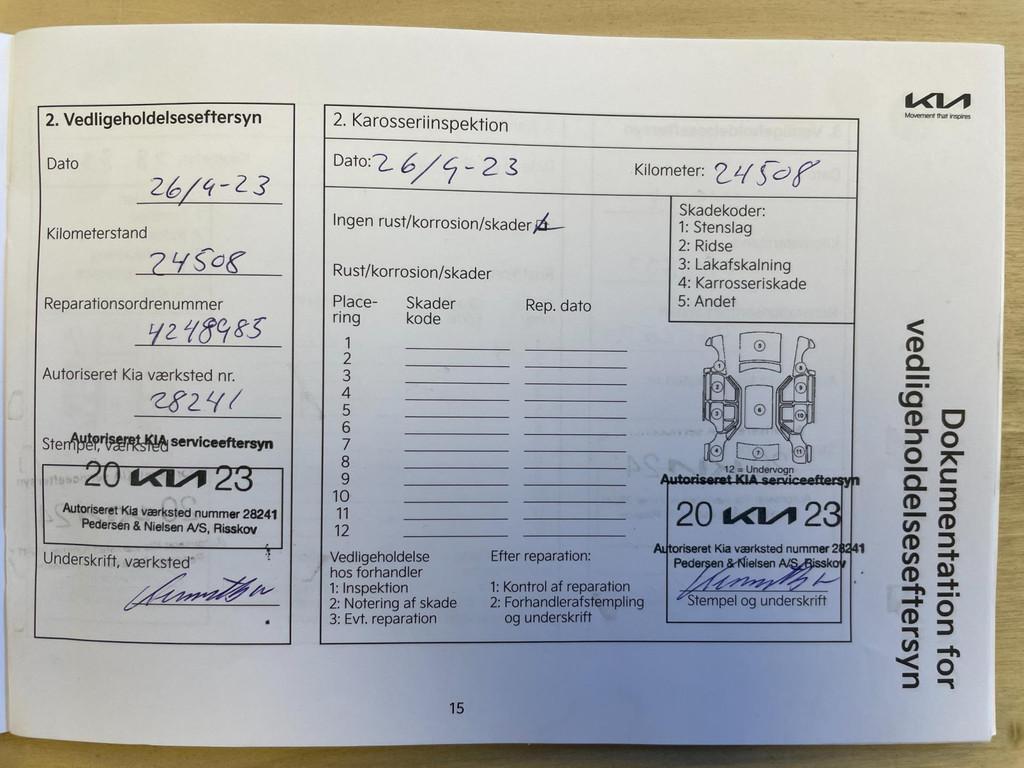 KIA
Movement that inspires
Dokumentation for
vedligeholdelseseftersyn
2. Vedligeholdelseseftersyn
Dato
26/9-23
Kilometerstand
24508
Reparationsordrenummer
4248985
Autoriseret Kia værksted nr.
28241
Stempel, værksted
Autoriseret KIA serviceeftersyn
20 KIA 23
Autoriseret Kia værksted nummer 28241
Pedersen & Nielsen A/S, Risskov
Underskrift, værksted
2. Karosseriinspektion
Dato: 26/9-23 Kilometer: 24508
Ingen rust/korrosion/skader
Skadekoder:
1: Stenslag
2: Ridse
3: Lakafskalning
4: Karrosseriskade
5: Andet
Rust/korrosion/skader
Place- Skader Rep. dato
ring kode
1
2
3
4
5
6
7
8
9
10
11
12
12 = Undervogn
Autoriseret KIA serviceeftersyn
20 KIA 23
Autoriseret Kia værksted nummer 28241
Pedersen & Nielsen A/S, Risskov
Stempel og underskrift
Vedligeholdelse
hos forhandler
1: Inspektion
2: Notering af skade
3: Evt. reparation
Efter reparation:
1: Kontrol af reparation
2: Forhandlerafstempling
og underskrift
15